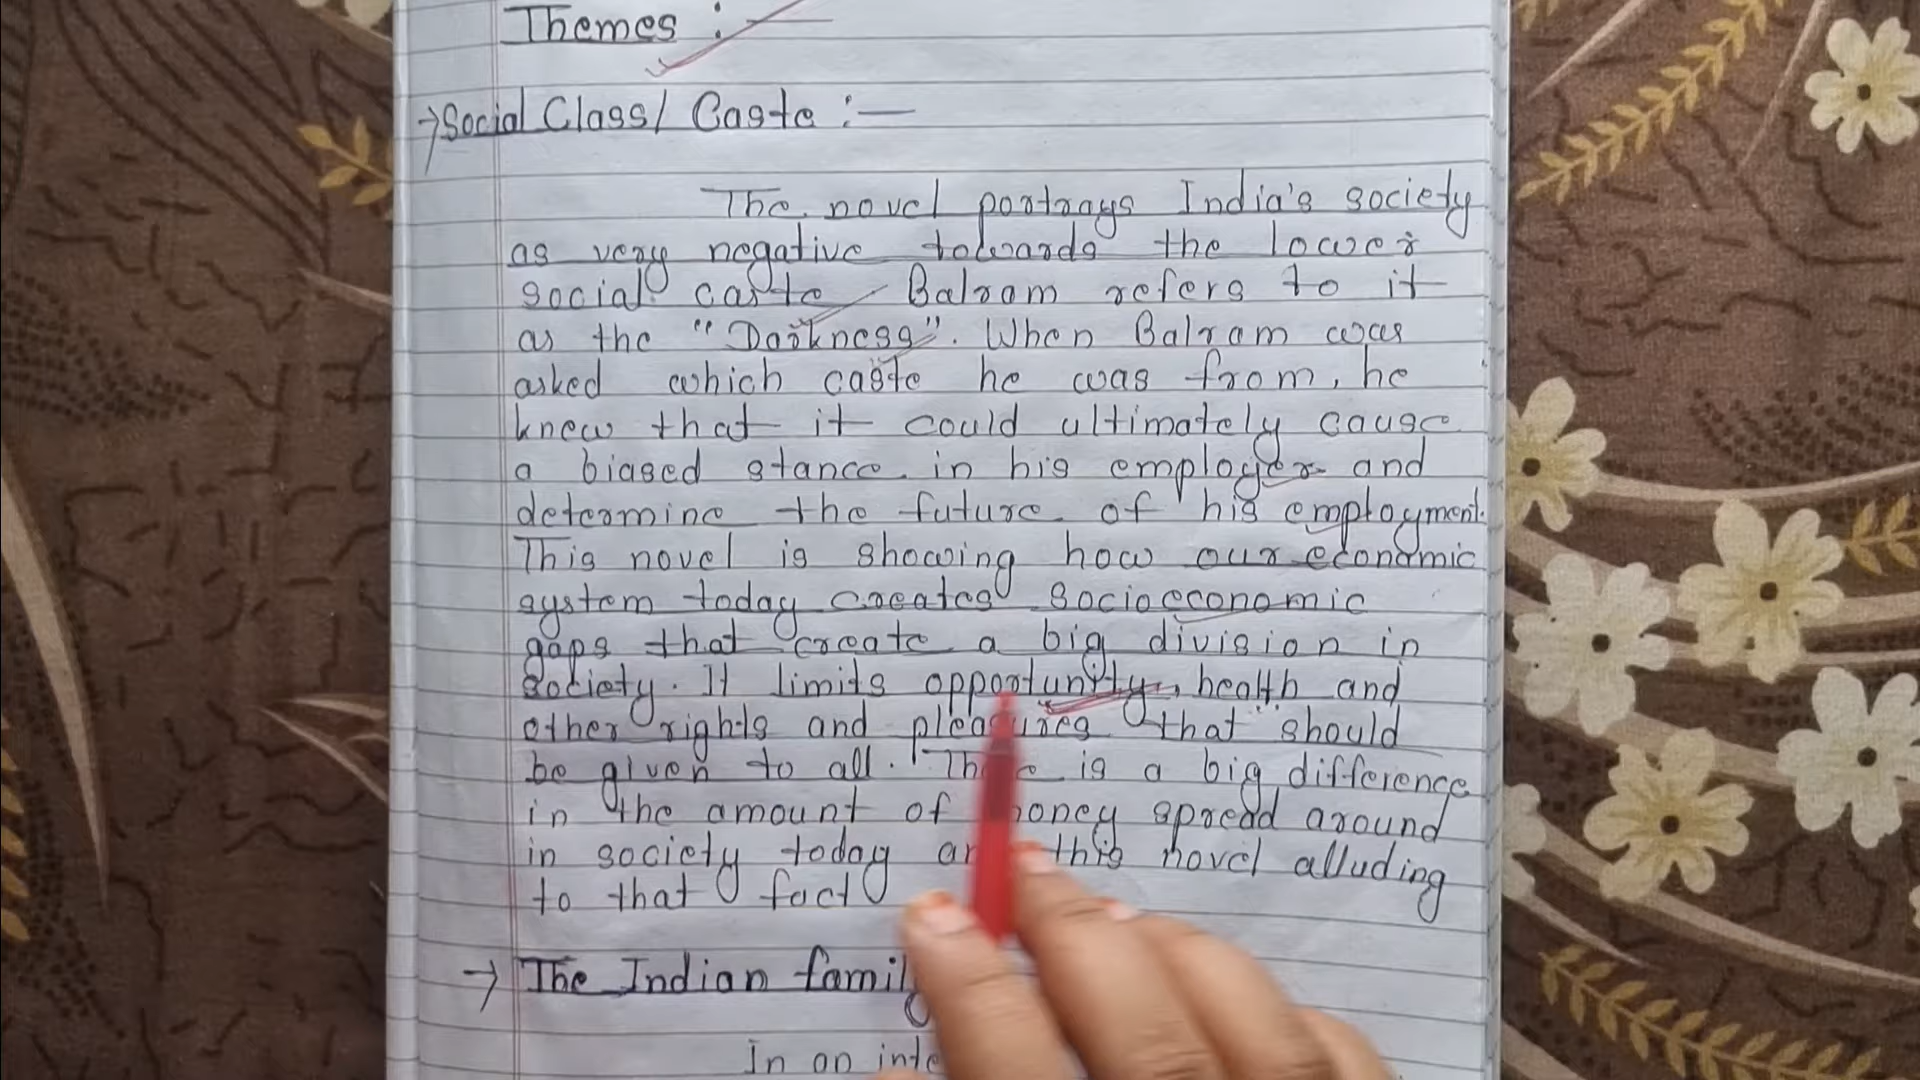 Themes :—
→ Social Class/ Caste :—
The novel portrays India's society
as very negative towards the lower
social caste Balram refers to it
as the "Darkness". When Balram was
asked which caste he was from, he
knew that it could ultimately cause
a biased stance in his employer and
determine the future of his employment.
This novel is showing how our economic
system today creates socioeconomic
gaps that create a big division in
society. It limits opportunity, health and
other rights and pleasures that should
be given to all. is a big difference
in the amount of money spread around
in society today this novel alluding
to that fact
→ The Indian family
In an